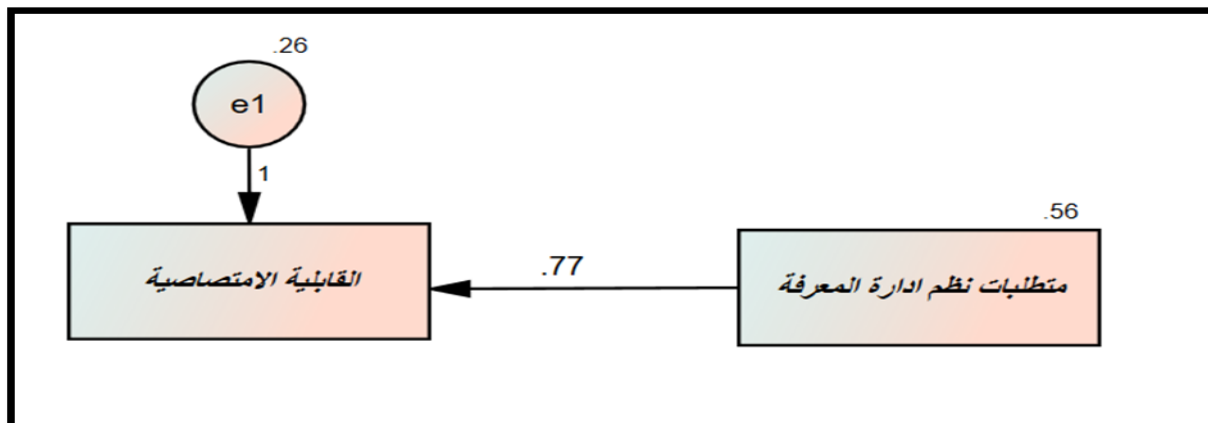 .26
e1
1
.56
.77
القابلية الامتصاصية
متطلبات نظم ادارة المعرفة